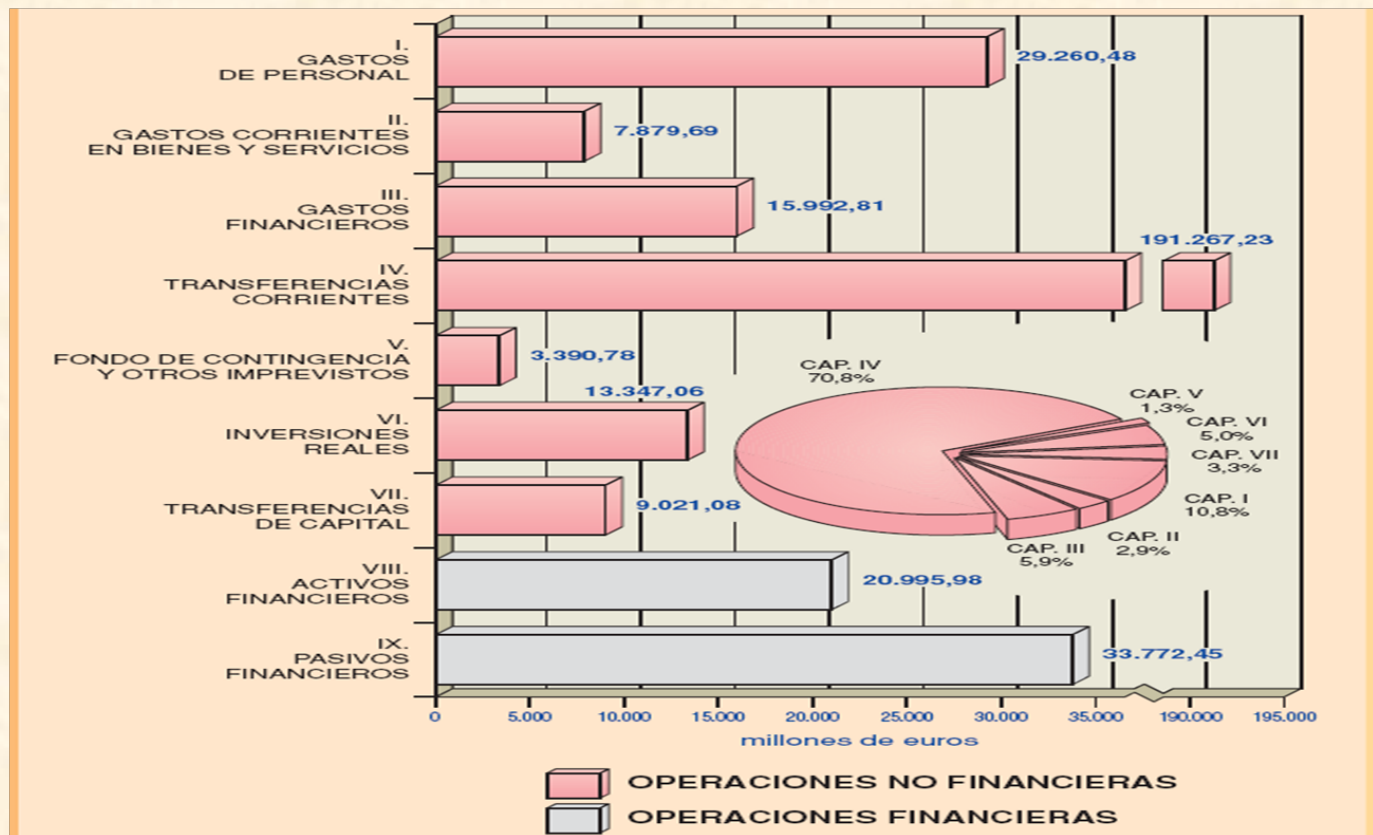 I.
GASTOS
DE PERSONAL
29.260,48
II.
GASTOS CORRIENTES
EN BIENES Y SERVICIOS
7.879,69
III.
GASTOS
FINANCIEROS
15.992,81
IV.
TRANSFERENCIAS
CORRIENTES
191.267,23
V.
FONDO DE CONTINGENCIA
Y OTROS IMPREVISTOS
3.390,78
VI.
INVERSIONES
REALES
13.347,06
VII.
TRANSFERENCIAS
DE CAPITAL
9.021,08
VIII.
ACTIVOS
FINANCIEROS
20.995,98
IX.
PASIVOS
FINANCIEROS
33.772,45
CAP. IV
70,8%
CAP. V
1,3%
CAP. VI
5,0%
CAP. VII
3,3%
CAP. I
10,8%
CAP. II
2,9%
CAP. III
5,9%
0 5.000 10.000 15.000 20.000 25.000 30.000 35.000 190.000 195.000
millones de euros
OPERACIONES NO FINANCIERAS
OPERACIONES FINANCIERAS